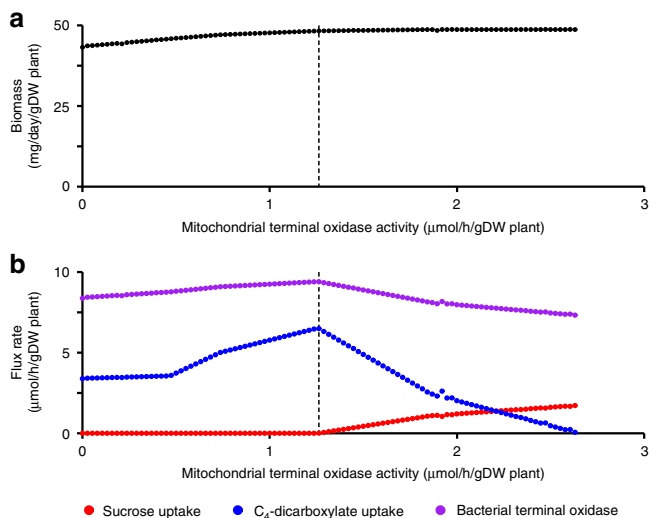 a
50
25
0
Biomass
(mg/day/gDW plant)
0 1 2 3
Mitochondrial terminal oxidase activity (μmol/h/gDW plant)
b
10
5
0
Flux rate
(μmol/h/gDW plant)
0 1 2 3
Mitochondrial terminal oxidase activity (μmol/h/gDW plant)
Sucrose uptake C₄-dicarboxylate uptake Bacterial terminal oxidase